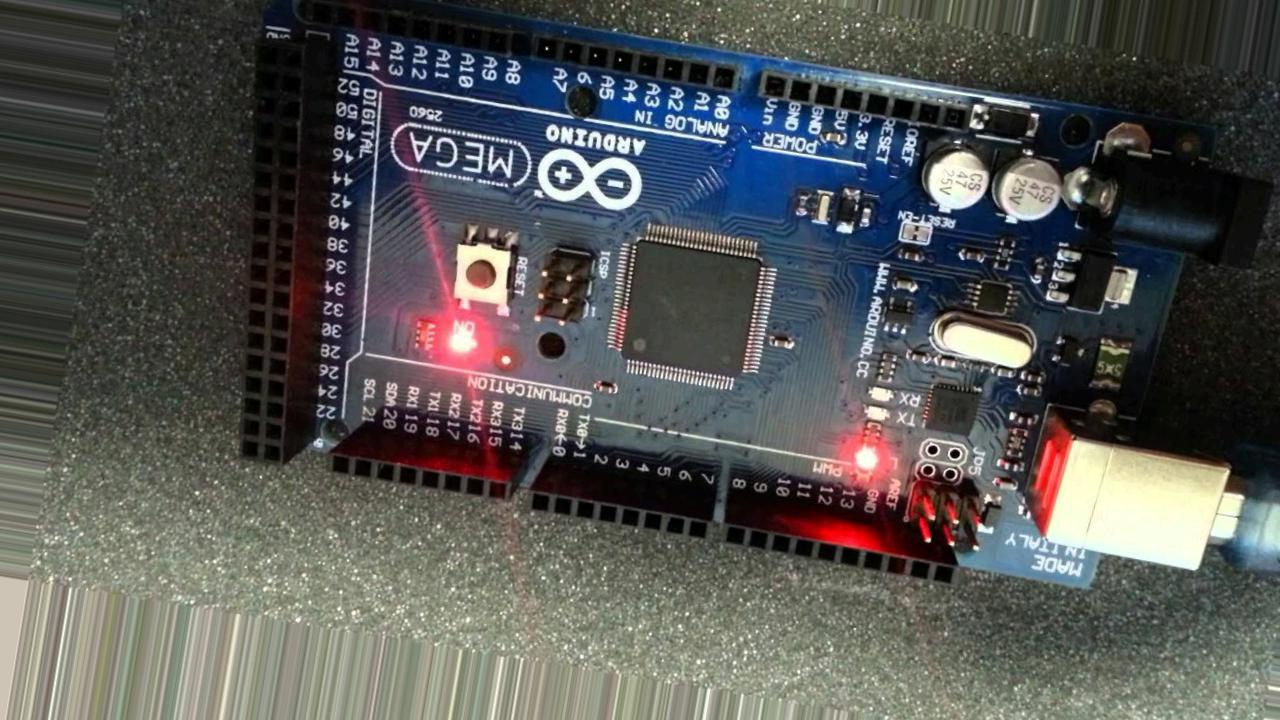 A15
A14
A13
A12
A11
A10
A9
A8
A7
6
A5
A4
A3
A2
A1
A0
ANALOG IN
Vin
GND
GND
5V
3.3V
RESET
IOREF
POWER
52
50
48
46
44
42
40
38
36
34
32
30
28
26
24
22
DIGITAL
2560
MEGA
ARDUINO
RESET
ICSP
ON
COMMUNICATION
SCL 21
SDA 20
RX1 19
TX1 18
RX2 17
TX2 16
RX3 15
TX3 14
RX0←0
TX0→1
2
3
4
5
6
7
8
9
10
11
12
13
GND
AREF
PWM
L
RX
TX
WWW.ARDUINO.CC
RESET-EN
CS
47
25V
CS
47
25V
JD5
MADE
IN ITALY